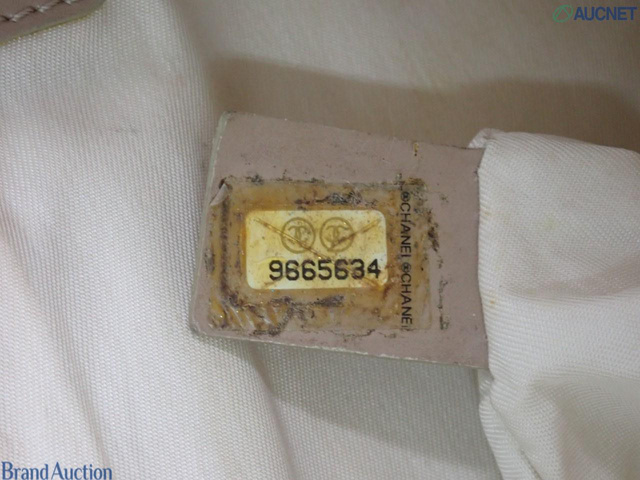 AUCNET
9665634
CHANEL CHANEL
Brand Auction